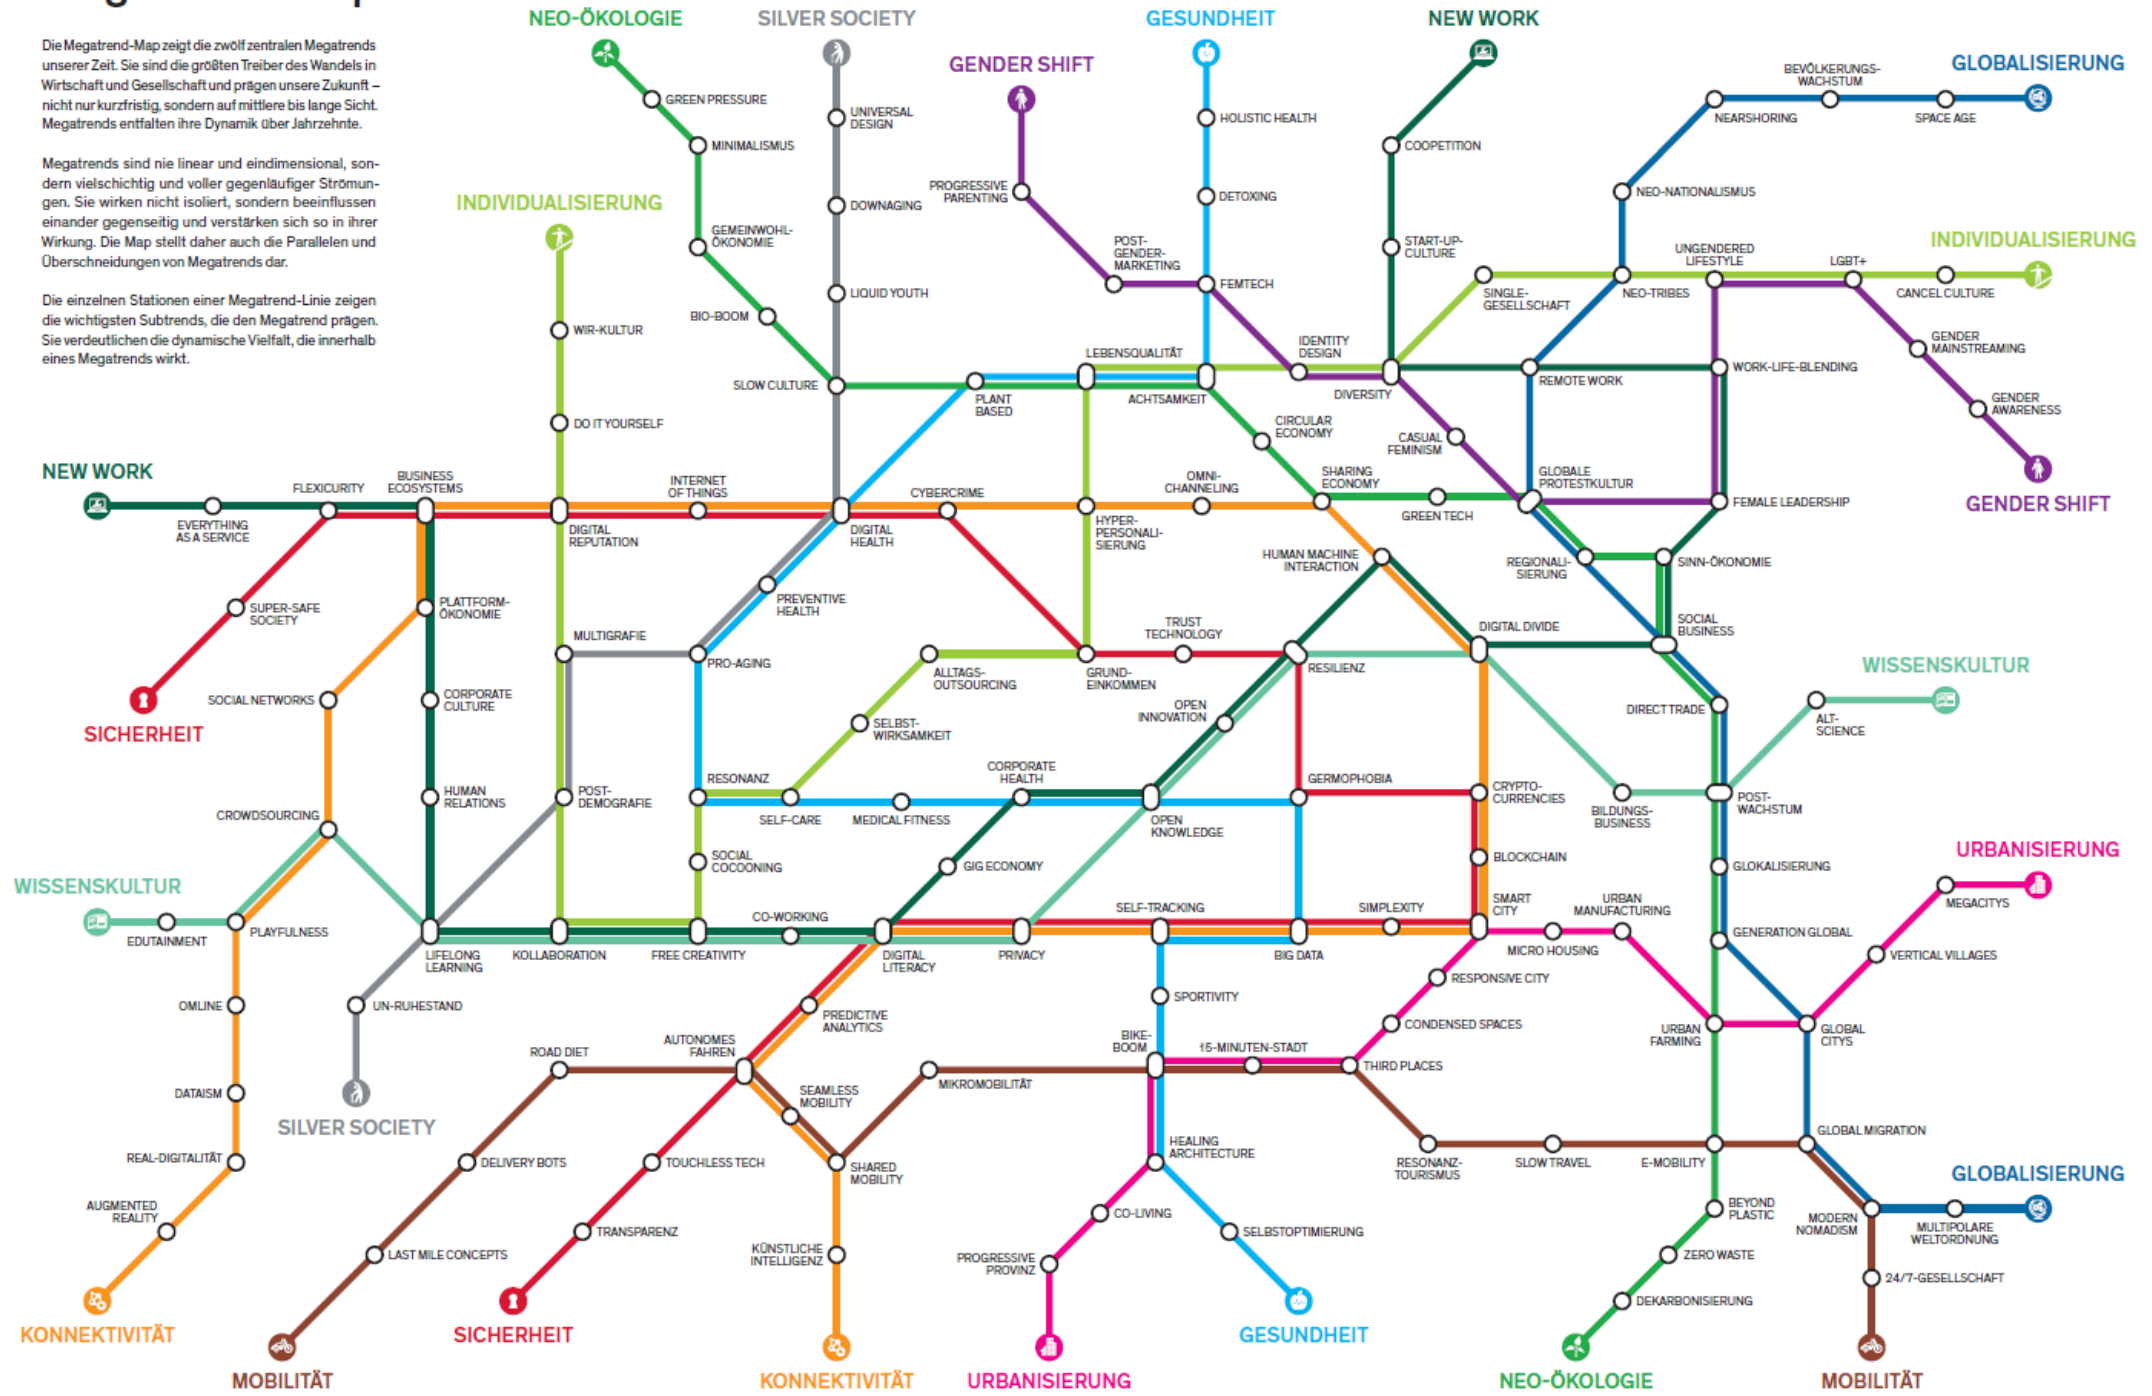 Die Megatrend-Map zeigt die zwölf zentralen Megatrends
unserer Zeit. Sie sind die größten Treiber des Wandels in
Wirtschaft und Gesellschaft und prägen unsere Zukunft –
nicht nur kurzfristig, sondern auf mittlere bis lange Sicht.
Megatrends entfalten ihre Dynamik über Jahrzehnte.
Megatrends sind nie linear und eindimensional, son-
dern vielschichtig und voller gegenläufiger Strömun-
gen. Sie wirken nicht isoliert, sondern beeinflussen
einander gegenseitig und verstärken sich so in ihrer
Wirkung. Die Map stellt daher auch die Parallelen und
Überschneidungen von Megatrends dar.
Die einzelnen Stationen einer Megatrend-Linie zeigen
die wichtigsten Subtrends, die den Megatrend prägen.
Sie verdeutlichen die dynamische Vielfalt, die innerhalb
eines Megatrends wirkt.
NEO-ÖKOLOGIE
SILVER SOCIETY
GESUNDHEIT
NEW WORK
GENDER SHIFT
GLOBALISIERUNG
BEVÖLKERUNGS-
WACHSTUM
GREEN PRESSURE
UNIVERSAL
DESIGN
HOLISTIC HEALTH
NEARSHORING
SPACE AGE
MINIMALISMUS
COOPETITION
PROGRESSIVE
PARENTING
NEO-NATIONALISMUS
INDIVIDUALISIERUNG
DOWNAGING
DETOXING
GEMEINWOHL-
ÖKONOMIE
POST-
GENDER-
MARKETING
START-UP-
CULTURE
UNGENDERED
LIFESTYLE
LGBT+
INDIVIDUALISIERUNG
LIQUID YOUTH
FEMTECH
SINGLE-
GESELLSCHAFT
NEO-TRIBES
CANCEL CULTURE
BIO-BOOM
WIR-KULTUR
LEBENSQUALITÄT
IDENTITY
DESIGN
GENDER
MAINSTREAMING
SLOW CULTURE
PLANT
BASED
ACHTSAMKEIT
DIVERSITY
REMOTE WORK
WORK-LIFE-BLENDING
DO IT YOURSELF
CIRCULAR
ECONOMY
CASUAL
FEMINISM
GENDER
AWARENESS
NEW WORK
FLEXICURITY
BUSINESS
ECOSYSTEMS
INTERNET
OF THINGS
CYBERCRIME
OMNI-
CHANNELING
SHARING
ECONOMY
GLOBALE
PROTESTKULTUR
GENDER SHIFT
EVERYTHING
AS A SERVICE
DIGITAL
REPUTATION
DIGITAL
HEALTH
HYPER-
PERSONALI-
SIERUNG
GREEN TECH
FEMALE LEADERSHIP
HUMAN MACHINE
INTERACTION
REGIONALI-
SIERUNG
SINN-ÖKONOMIE
SUPER-SAFE
SOCIETY
PLATTFORM-
ÖKONOMIE
PREVENTIVE
HEALTH
MULTIGRAFIE
TRUST
TECHNOLOGY
DIGITAL DIVIDE
SOCIAL
BUSINESS
PRO-AGING
ALLTAGS-
OUTSOURCING
GRUND-
EINKOMMEN
RESILIENZ
WISSENSKULTUR
SICHERHEIT
SOCIAL NETWORKS
CORPORATE
CULTURE
SELBST-
WIRKSAMKEIT
OPEN
INNOVATION
DIRECT TRADE
ALT-
SCIENCE
HUMAN
RELATIONS
POST-
DEMOGRAFIE
RESONANZ
CORPORATE
HEALTH
GERMOPHOBIA
CRYPTO-
CURRENCIES
CROWDSOURCING
SELF-CARE
MEDICAL FITNESS
OPEN
KNOWLEDGE
BILDUNGS-
BUSINESS
POST-
WACHSTUM
SOCIAL
COCOONING
GIG ECONOMY
BLOCKCHAIN
GLOKALISIERUNG
URBANISIERUNG
WISSENSKULTUR
CO-WORKING
SELF-TRACKING
SIMPLEXITY
SMART
CITY
URBAN
MANUFACTURING
MEGACITYS
EDUTAINMENT
PLAYFULNESS
LIFELONG
LEARNING
KOLLABORATION
FREE CREATIVITY
DIGITAL
LITERACY
PRIVACY
BIG DATA
MICRO HOUSING
GENERATION GLOBAL
VERTICAL VILLAGES
OMLINE
UN-RUHESTAND
PREDICTIVE
ANALYTICS
SPORTIVITY
RESPONSIVE CITY
CONDENSED SPACES
URBAN
FARMING
GLOBAL
CITYS
ROAD DIET
AUTONOMES
FAHREN
BIKE-
BOOM
15-MINUTEN-STADT
THIRD PLACES
DATAISM
SEAMLESS
MOBILITY
MIKROMOBILITÄT
SILVER SOCIETY
REAL-DIGITALITÄT
DELIVERY BOTS
TOUCHLESS TECH
SHARED
MOBILITY
HEALING
ARCHITECTURE
RESONANZ-
TOURISMUS
SLOW TRAVEL
E-MOBILITY
GLOBAL MIGRATION
GLOBALISIERUNG
AUGMENTED
REALITY
LAST MILE CONCEPTS
TRANSPARENZ
KÜNSTLICHE
INTELLIGENZ
CO-LIVING
SELBSTOPTIMIERUNG
BEYOND
PLASTIC
MODERN
NOMADISM
MULTIPOLARE
WELTORDNUNG
PROGRESSIVE
PROVINZ
ZERO WASTE
24/7-GESELLSCHAFT
DEKARBONISIERUNG
KONNEKTIVITÄT
SICHERHEIT
GESUNDHEIT
MOBILITÄT
KONNEKTIVITÄT
URBANISIERUNG
NEO-ÖKOLOGIE
MOBILITÄT